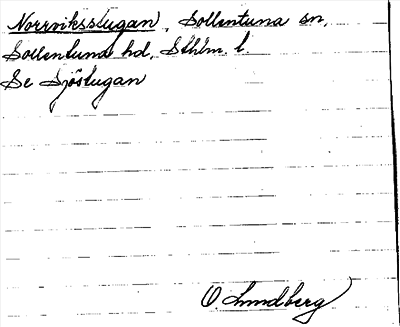 Norrviksstugan, Sollentuna sn,
Sollentuna hd, Sthlm. l.
Se Sjöstugan
O Lundberg